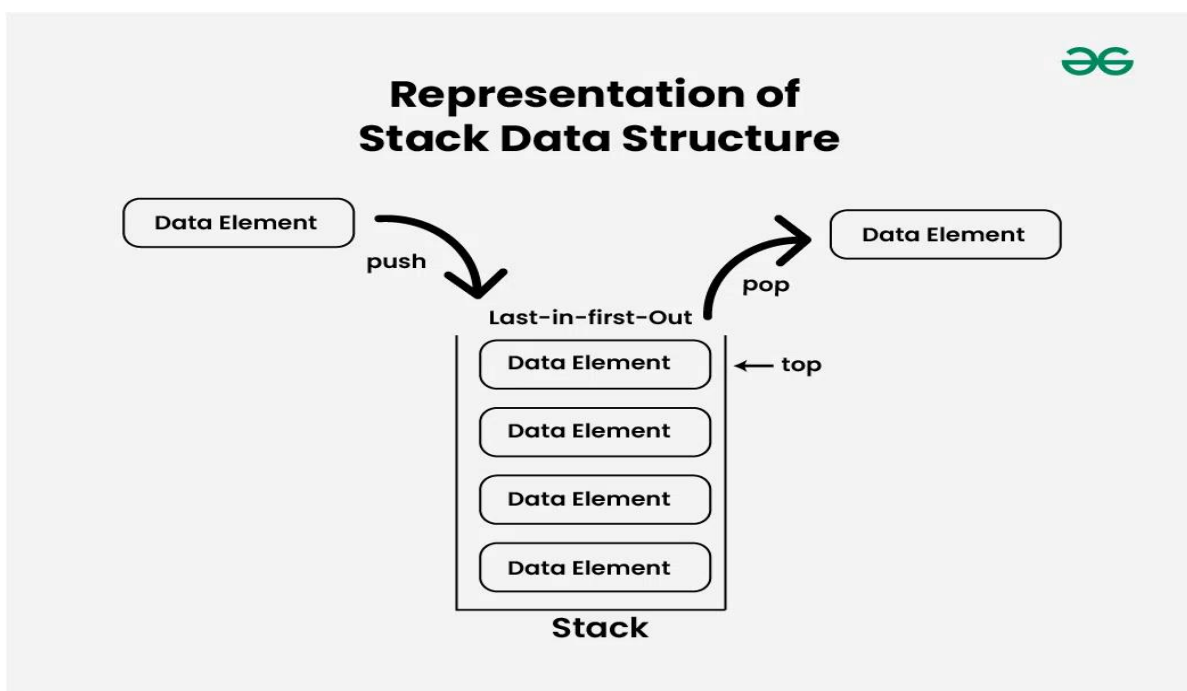 Representation of
Stack Data Structure
Data Element
push
Data Element
pop
Last-in-first-Out
Data Element
top
Data Element
Data Element
Data Element
Stack